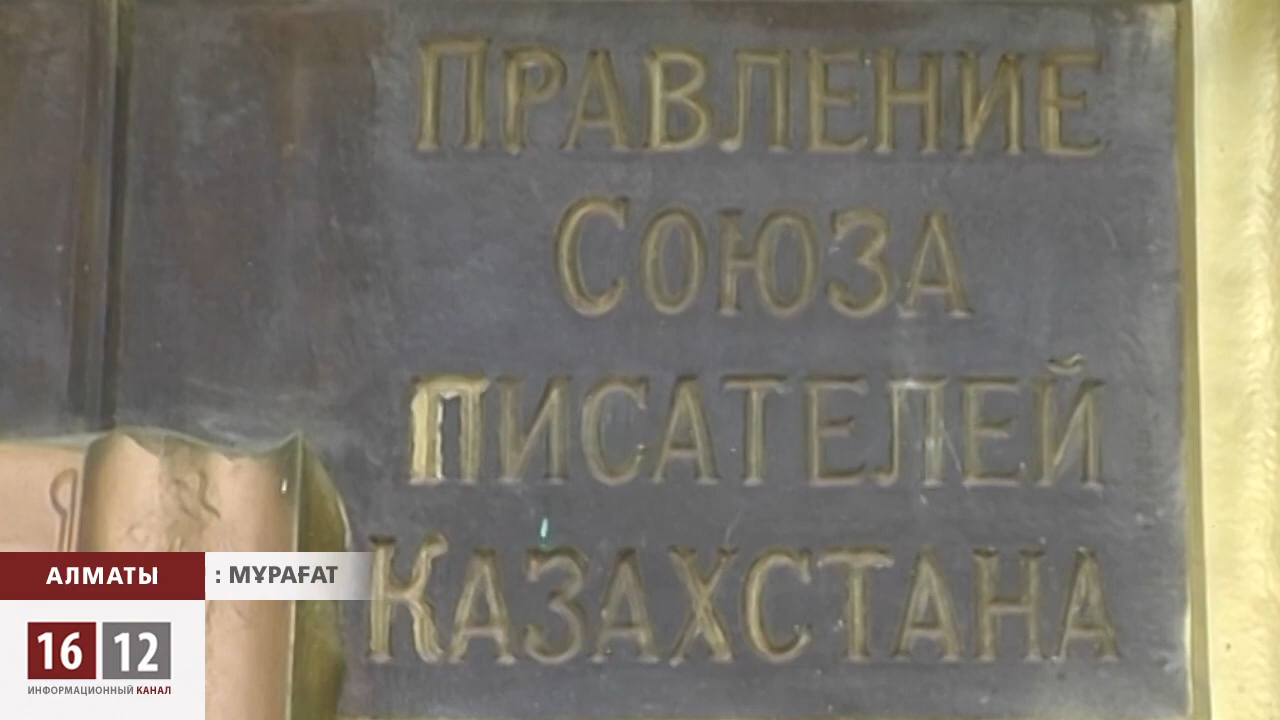 ПРАВЛЕНИЕ
СОЮЗА
ПИСАТЕЛЕЙ
КАЗАХСТАНА
АЛМАТЫ : МҰРАҒАТ
16 12
ИНФОРМАЦИОННЫЙ КАНАЛ